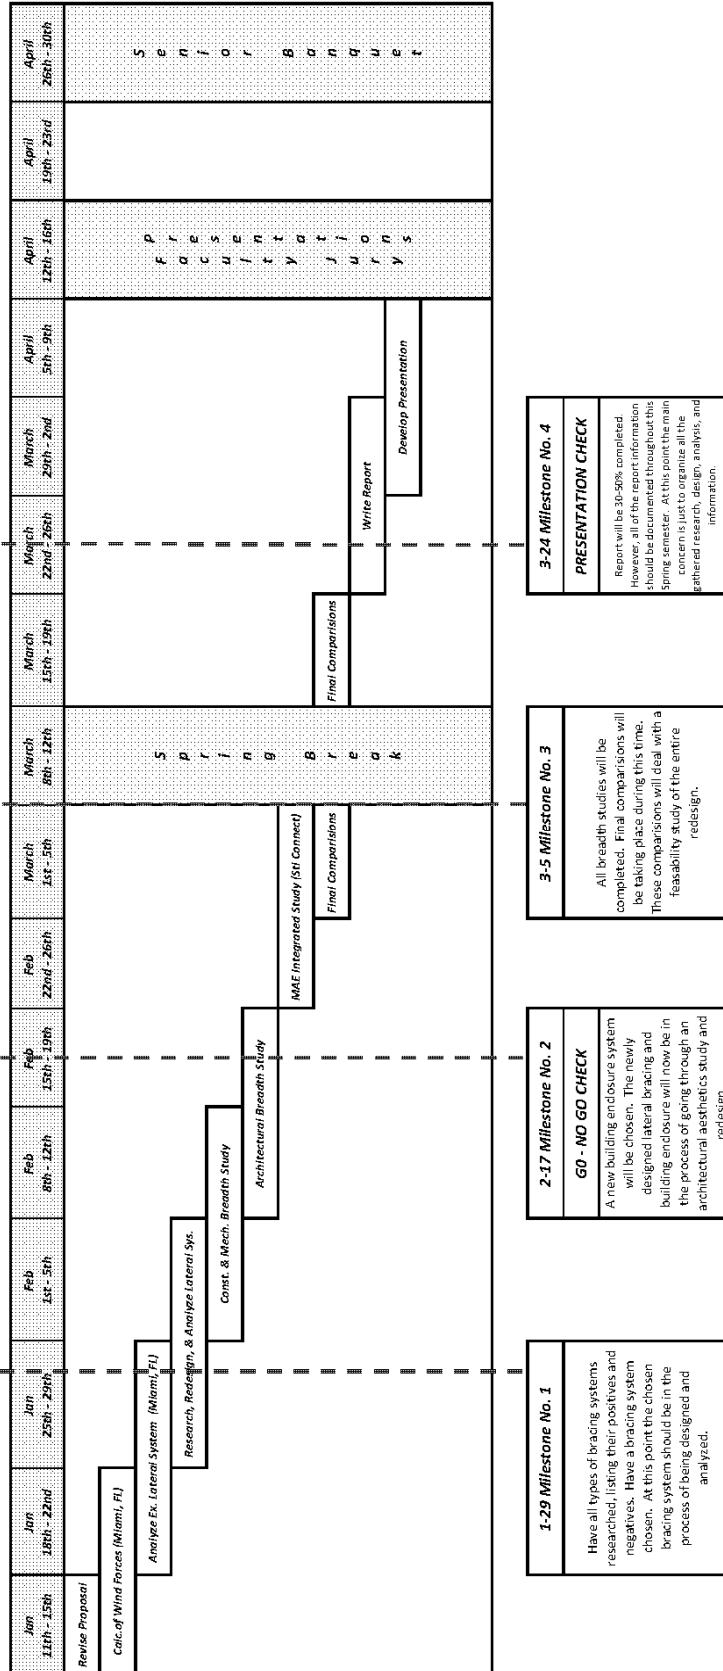 Jan
11th - 15th
Jan
18th - 22nd
Jan
25th - 29th
Feb
1st - 5th
Feb
8th - 12th
Feb
15th - 19th
Feb
22nd - 26th
March
1st - 5th
March
8th - 12th
March
15th - 19th
March
22nd - 26th
March
29th - 2nd
April
5th - 9th
April
12th - 16th
April
19th - 23rd
April
26th - 30th
Revise Proposal
Calc.of Wind Forces (Miami, FL)
Analyze Ex. Lateral System (Miami, FL)
Research, Redesign, & Analyze Lateral Sys.
Const. & Mech. Breadth Study
Architectural Breadth Study
MAE Integrated Study (Stl Connect)
Final Comparisions
Spring Break
Final Comparisions
Write Report
Develop Presentation
Faculty Jury
Presentations
Senior Banquet
1-29 Milestone No. 1
Have all types of bracing systems
researched, listing their positives and
negatives. Have a bracing system
chosen. At this point the chosen
bracing system should be in the
process of being designed and
analyzed.
2-17 Milestone No. 2
GO - NO GO CHECK
A new building enclosure system
will be chosen. The newly
designed lateral bracing and
building enclosure will now be in
the process of going through an
architectural aesthetics study and
redesign
3-5 Milestone No. 3
All breadth studies will be
completed. Final comparisions will
be taking place during this time.
These comparisions will deal with a
feasability study of the entire
redesign.
3-24 Milestone No. 4
PRESENTATION CHECK
Report will be 30-50% completed.
However, all of the report information
should be documented throughout this
Spring semester. At this point the main
concern is just to organize all the
gathered research, design, analysis, and
information.